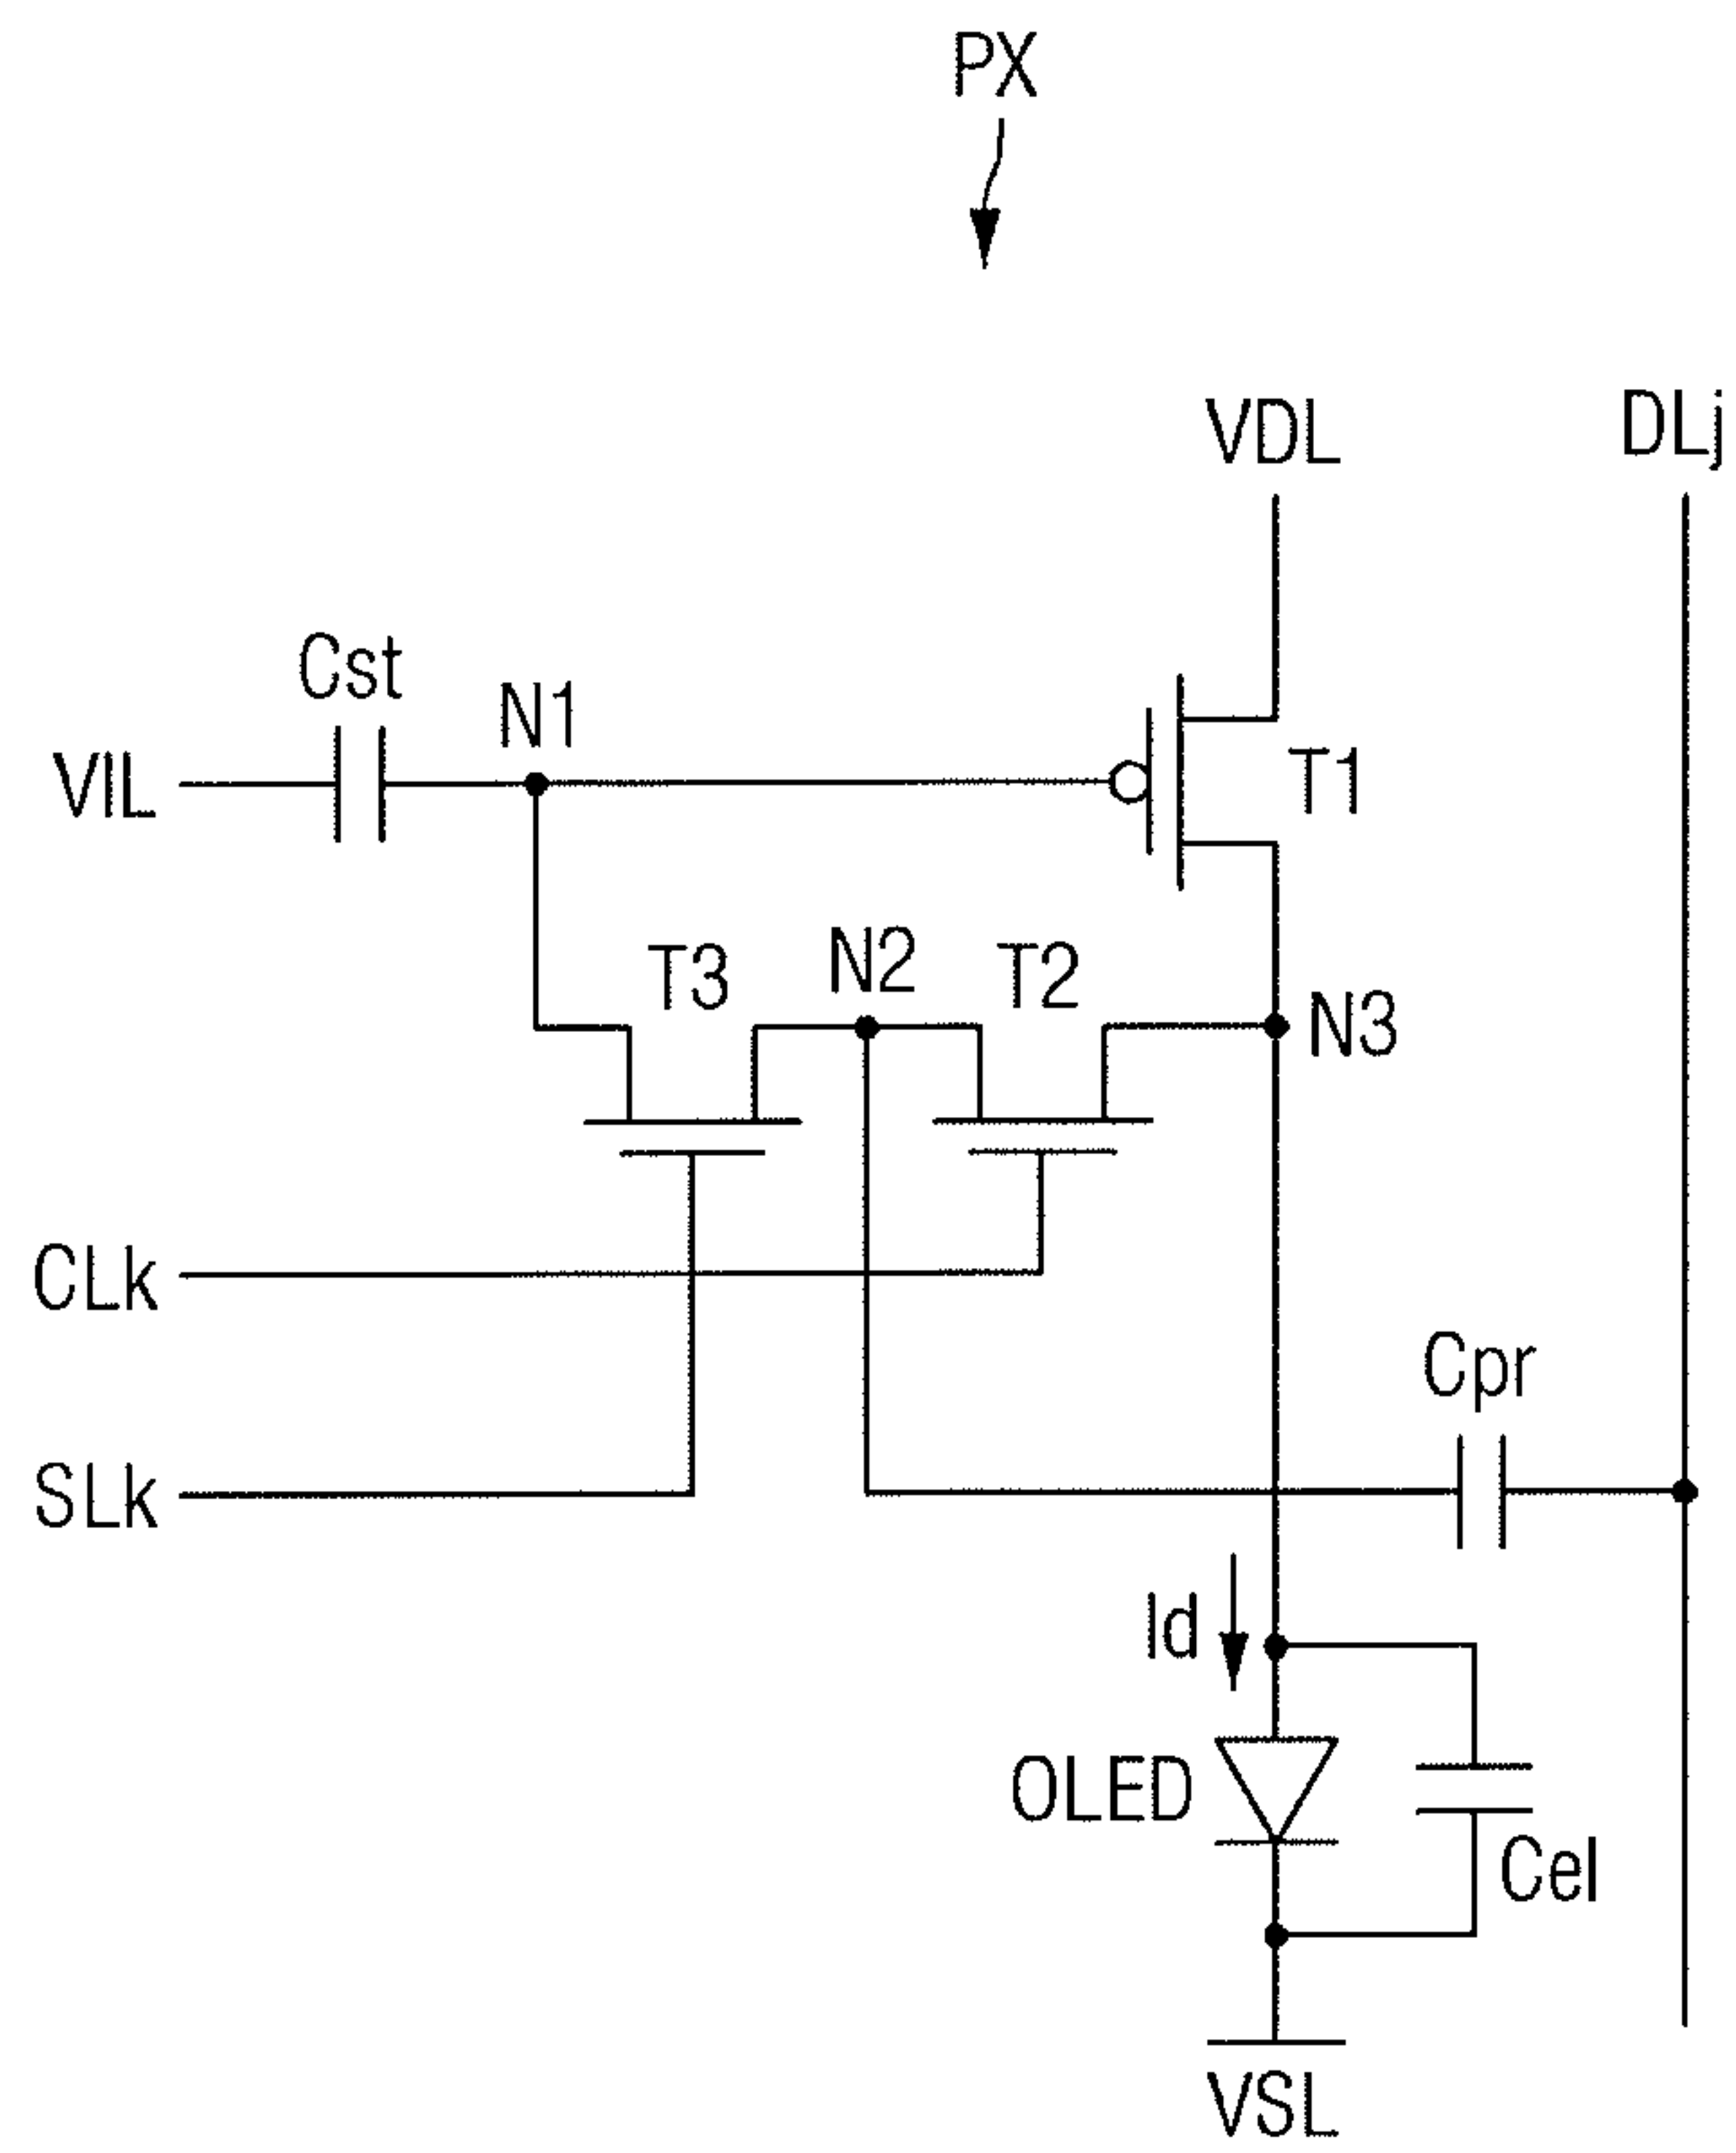 PX
VDL
DLj
Cst
N1
VIL
T1
T3
N2
T2
N3
CLk
Cpr
SLk
Id
OLED
Cel
VSL